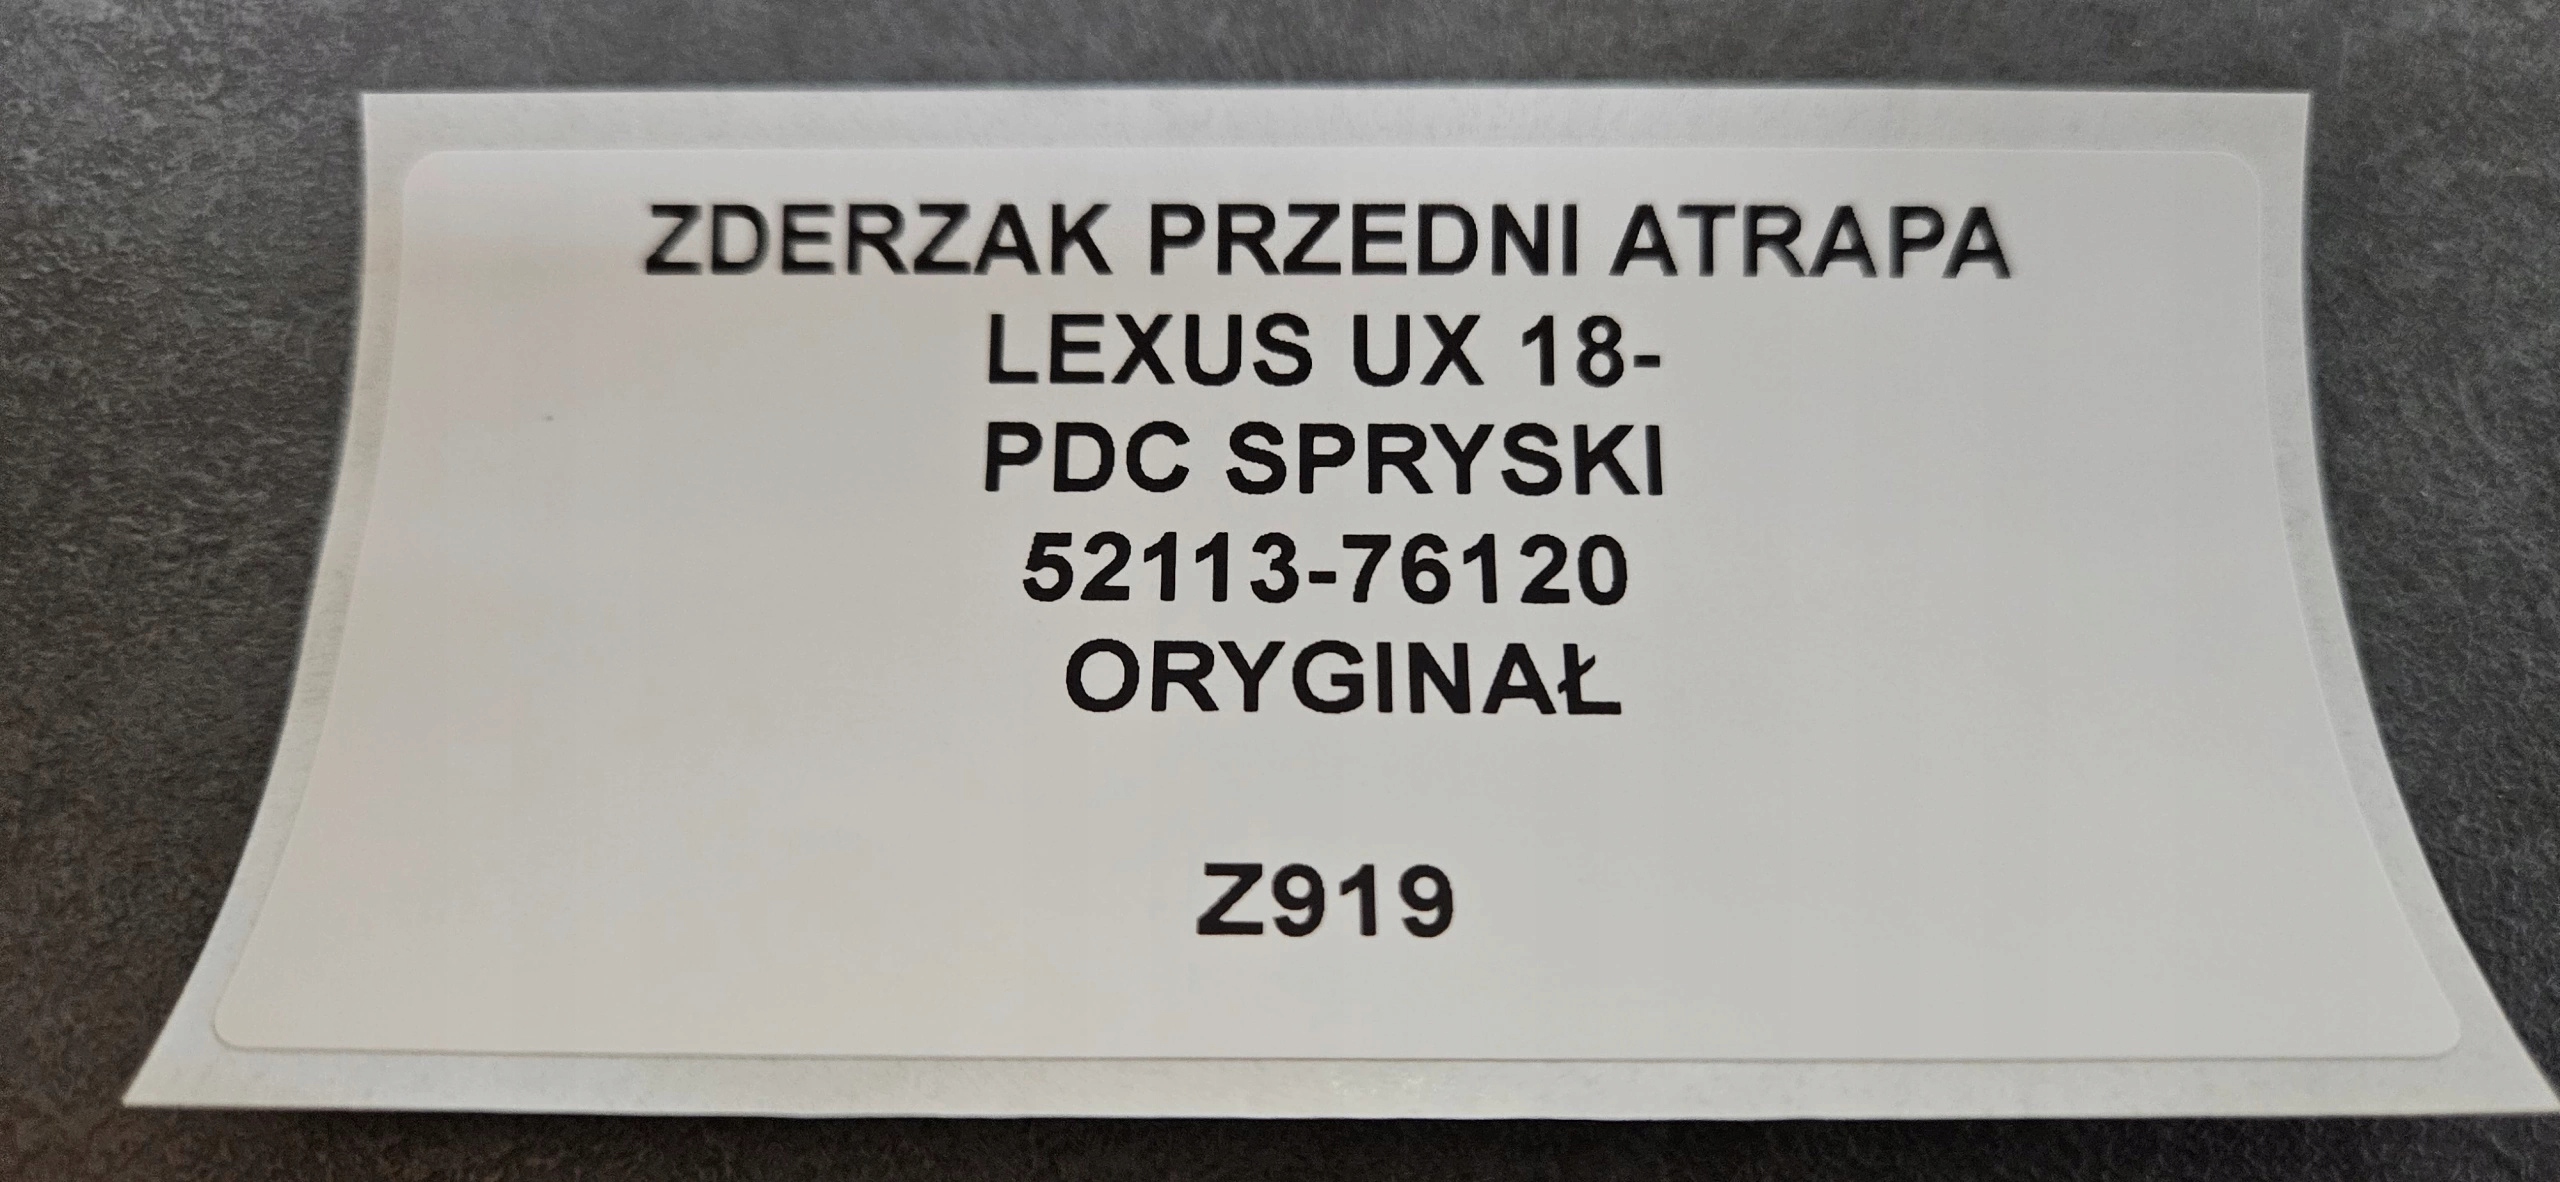 ZDERZAK PRZEDNI ATRAPA
LEXUS UX 18-
PDC SPRYSKI
52113-76120
ORYGINAŁ
Z919